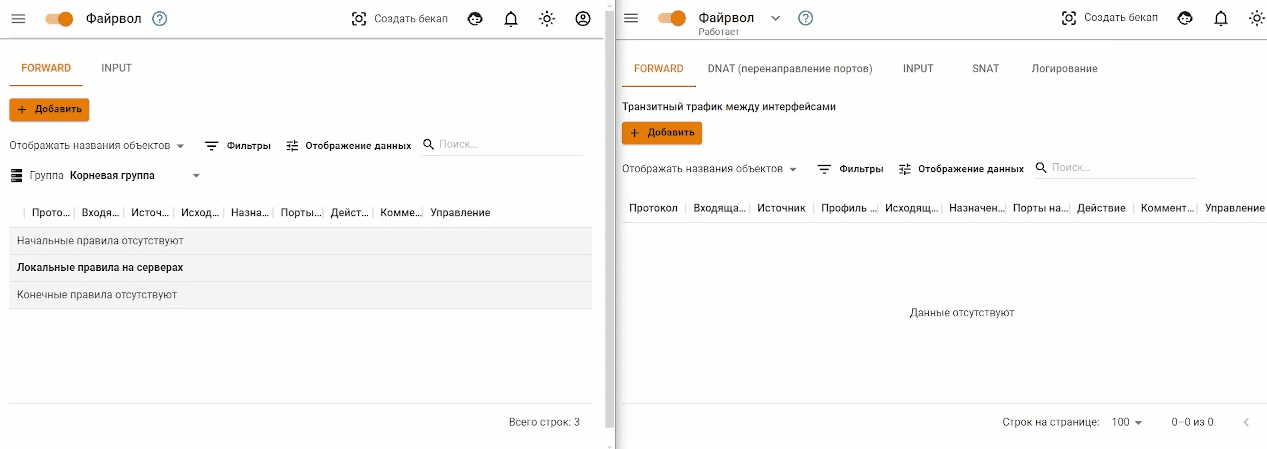 Файрвол
Создать бекап
FORWARD
INPUT
Добавить
Отображать названия объектов
Фильтры
Отображение данных
Поиск...
Группа Корневая группа
Прото... Входя... Источ... Исход... Назна... Порты... Дейст... Комме... Управление
Начальные правила отсутствуют
Локальные правила на серверах
Конечные правила отсутствуют
Всего строк: 3
Файрвол
Работает
Создать бекап
FORWARD
DNAT (перенаправление портов)
INPUT
SNAT
Логирование
Транзитный трафик между интерфейсами
Добавить
Отображать названия объектов
Фильтры
Отображение данных
Поиск...
Протокол Входяща... Источник Профиль ... Исходящ... Назначен... Порты на... Действие Коммент... Управление
Данные отсутствуют
Строк на странице: 100 0–0 из 0